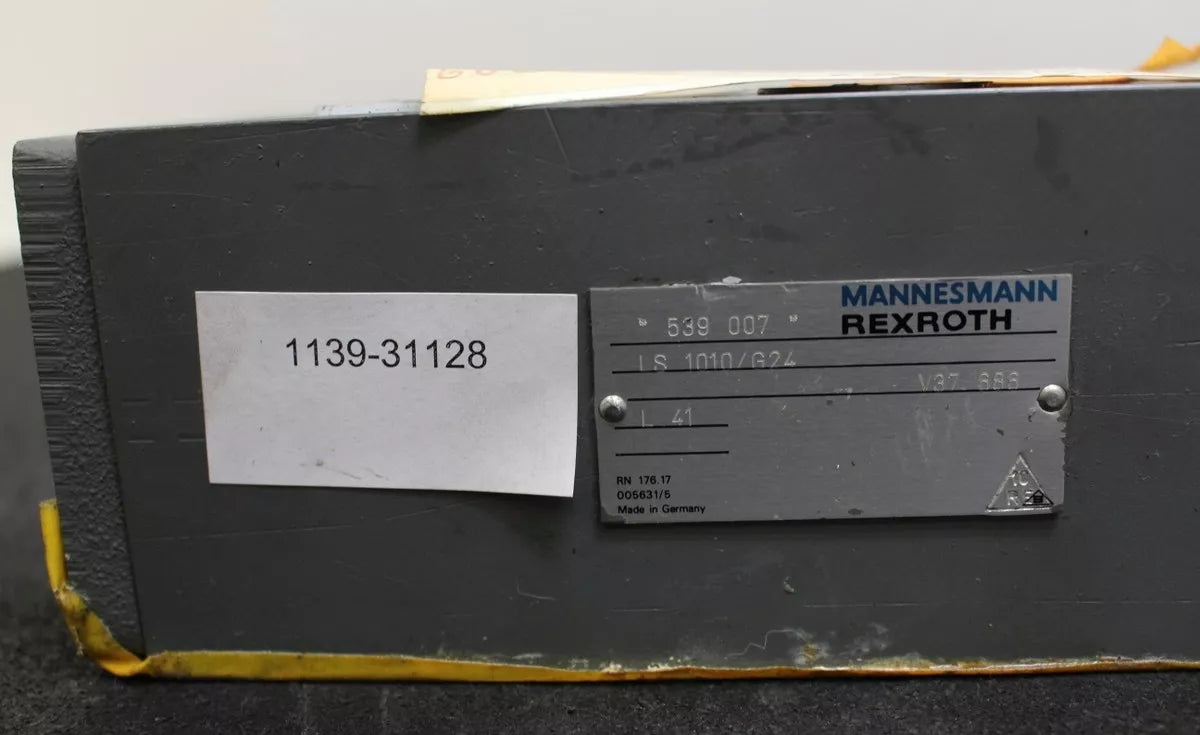 1139-31128
MANNESMANN
REXROTH
" 539 007 "
LS 1010/G24
V37 686
L 41
RN 176.17
005631/5
Made in Germany